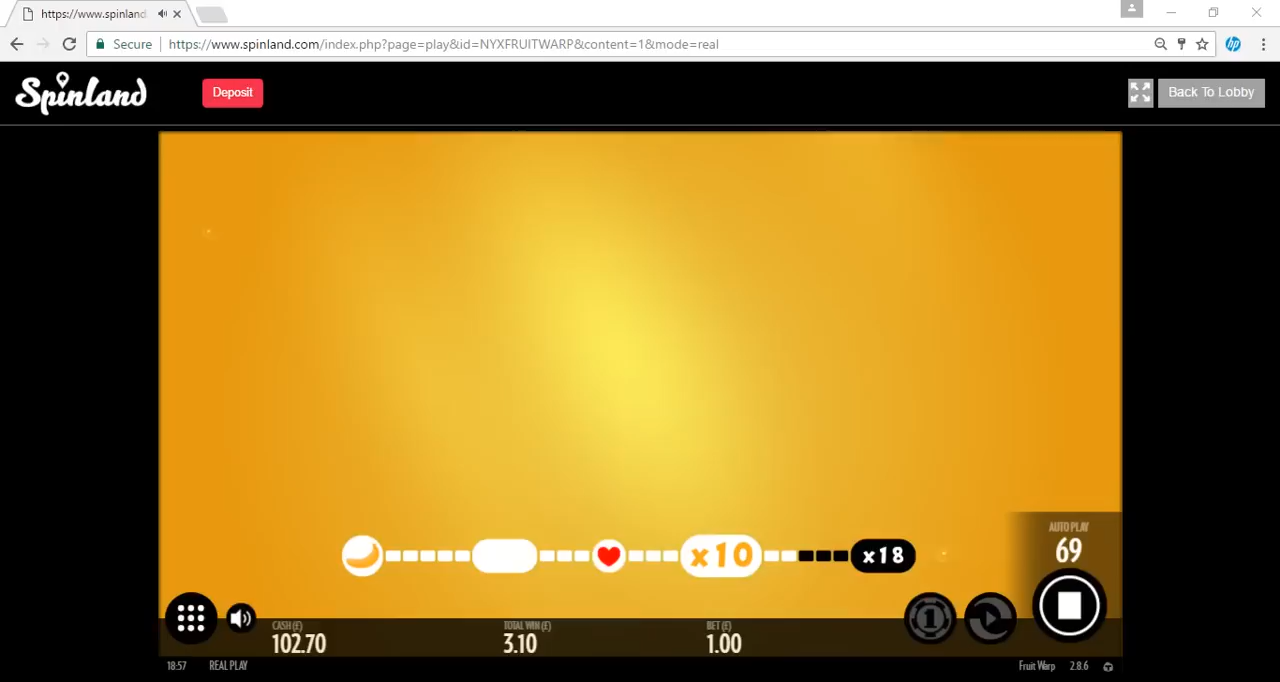 https://www.spinland
Secure
https://www.spinland.com/index.php?page=play&id=NYXFRUITWARP&content=1&mode=real
hp
Spinland
Deposit
Back To Lobby
x10
x18
AUTO PLAY
69
1
CASH (£)
102.70
TOTAL WIN (£)
3.10
BET (£)
1.00
18:57
REAL PLAY
Fruit Warp
2.8.6